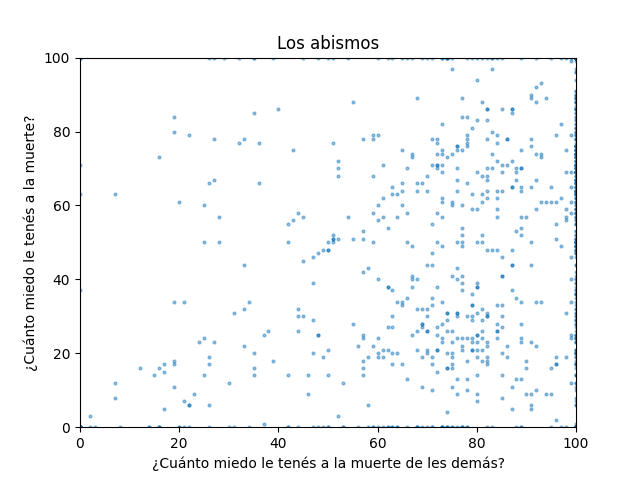 Los abismos
¿Cuánto miedo le tenés a la muerte?
100
80
60
40
20
0
0 20 40 60 80 100
¿Cuánto miedo le tenés a la muerte de les demás?